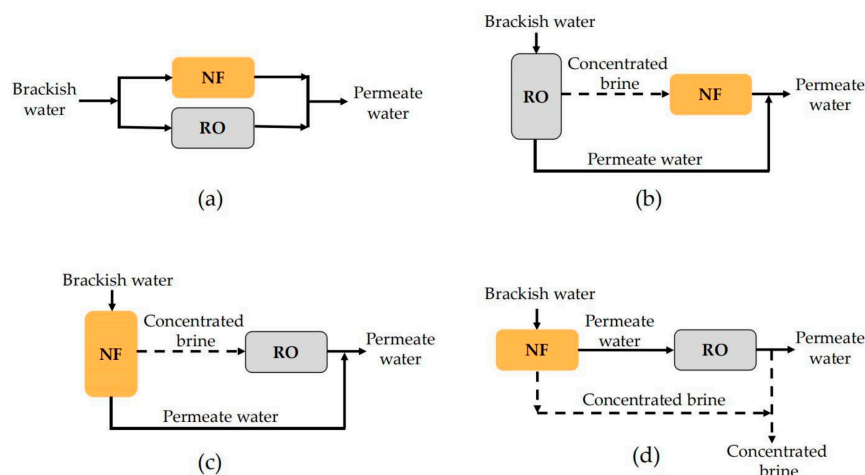 Brackish
water
NF
RO
Permeate
water
(a)
Brackish water
RO
Concentrated
brine
NF
Permeate
water
Permeate water
(b)
Brackish water
NF
Concentrated
brine
RO
Permeate
water
Permeate water
(c)
Brackish water
NF
Permeate
water
RO
Permeate
water
Concentrated brine
Concentrated
brine
(d)